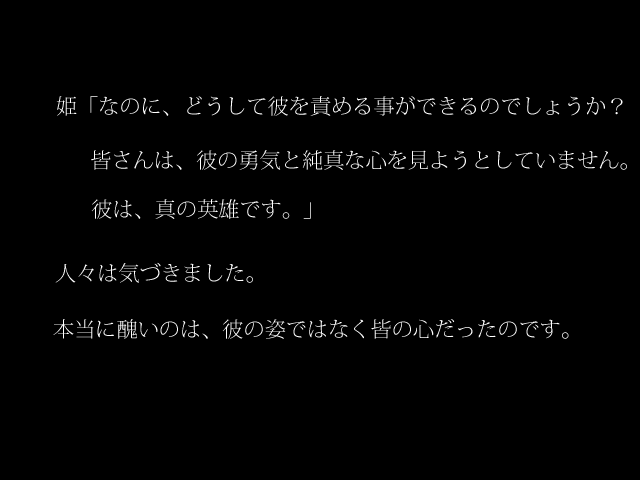 姫「なのに、どうして彼を責める事ができるのでしょうか？
皆さんは、彼の勇気と純真な心を見ようとしていません。
彼は、真の英雄です。」
人々は気づきました。
本当に醜いのは、彼の姿ではなく皆の心だったのです。